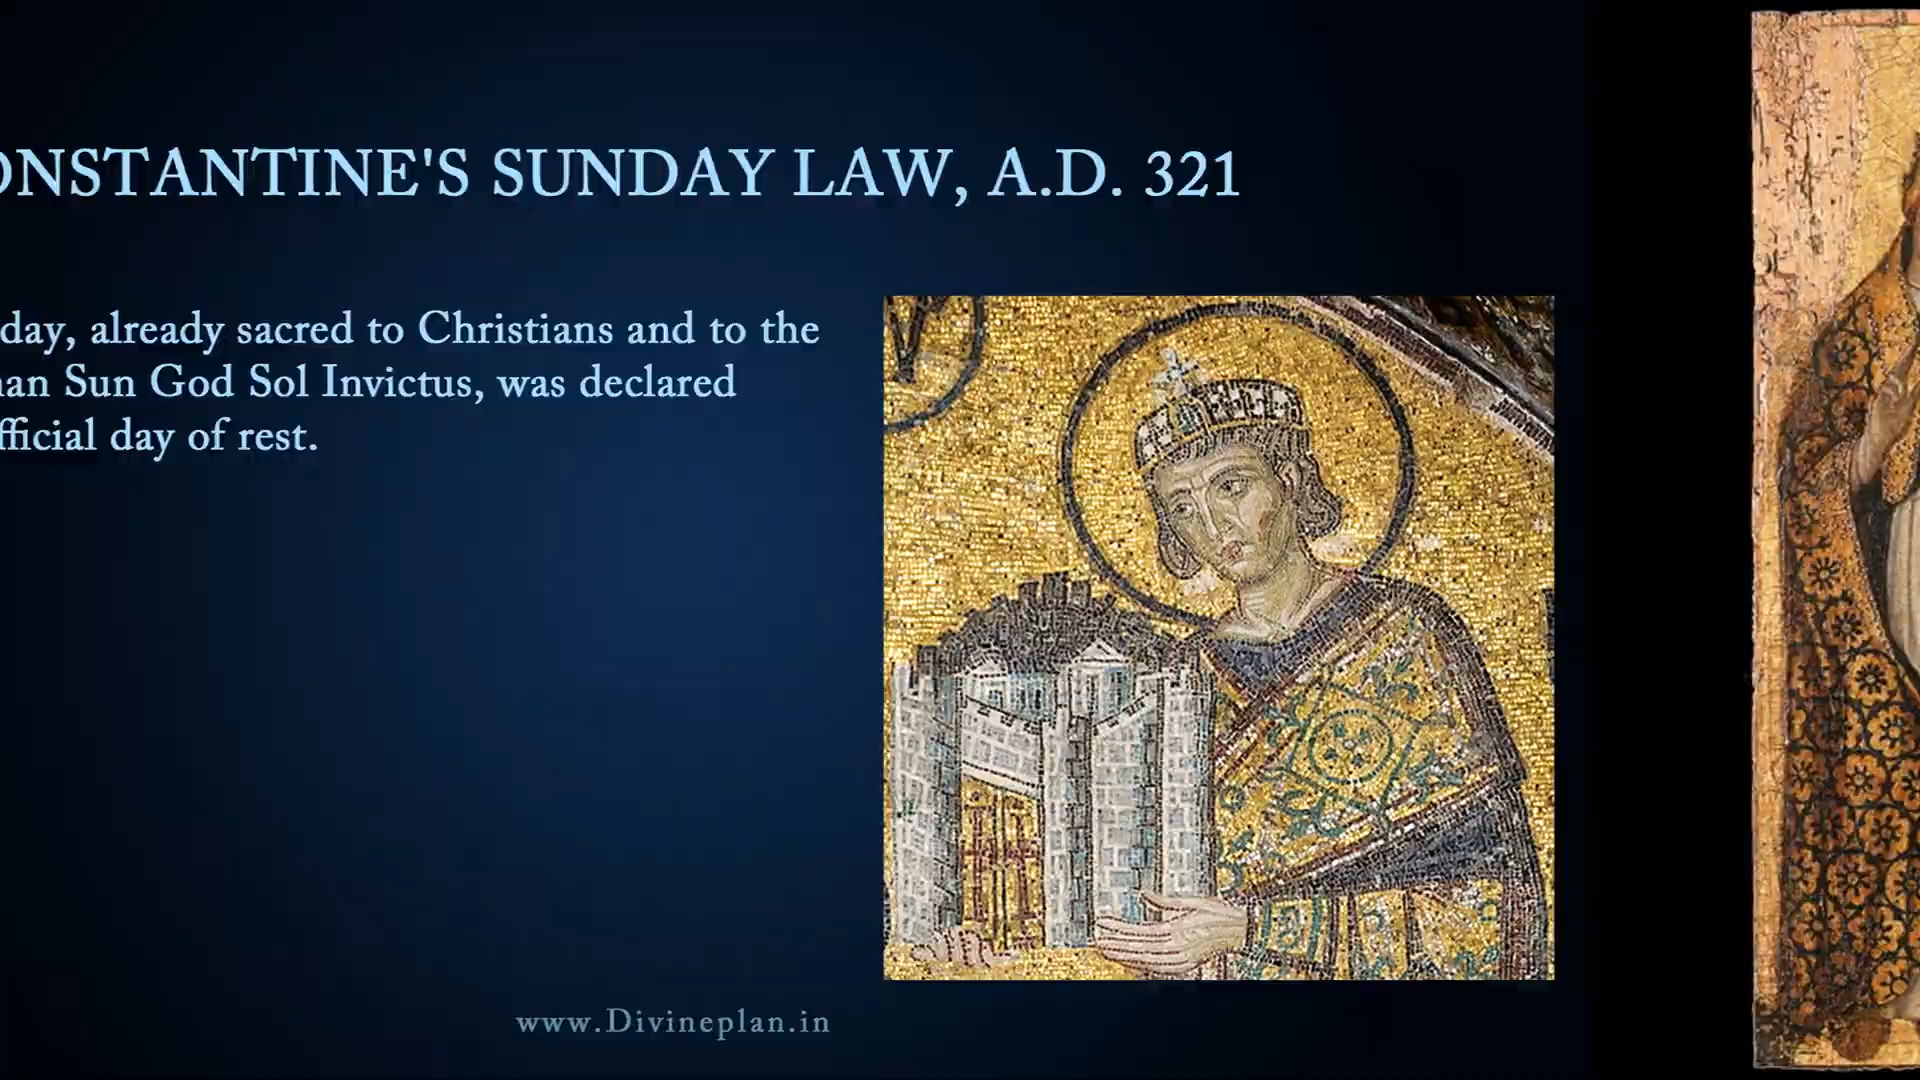 ONSTANTINE'S SUNDAY LAW, A.D. 321
day, already sacred to Christians and to the
an Sun God Sol Invictus, was declared
fficial day of rest.
www.Divineplan.in